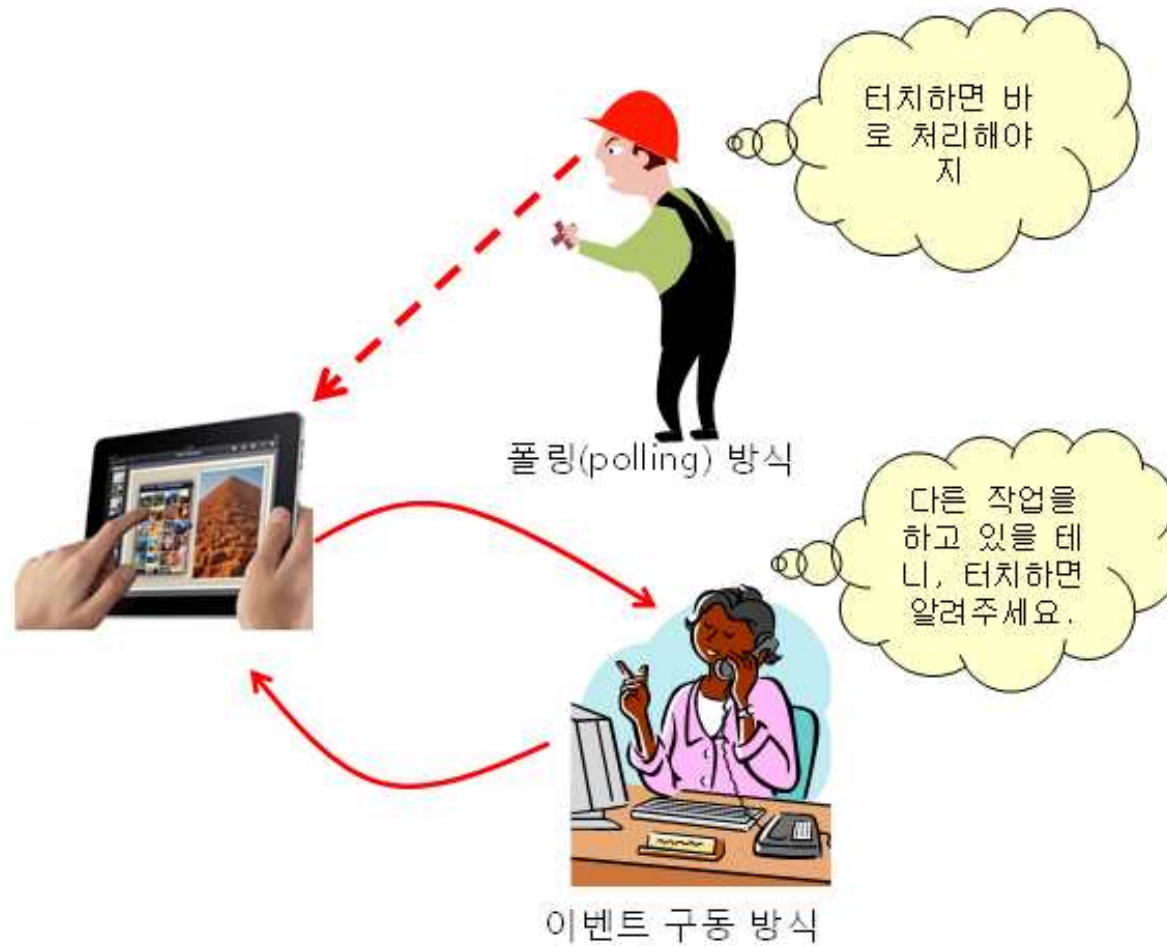 터치하면 바
로 처리해야
지
폴링(polling) 방식
다른 작업을
하고 있을 테
니, 터치하면
알려주세요.
이벤트 구동 방식